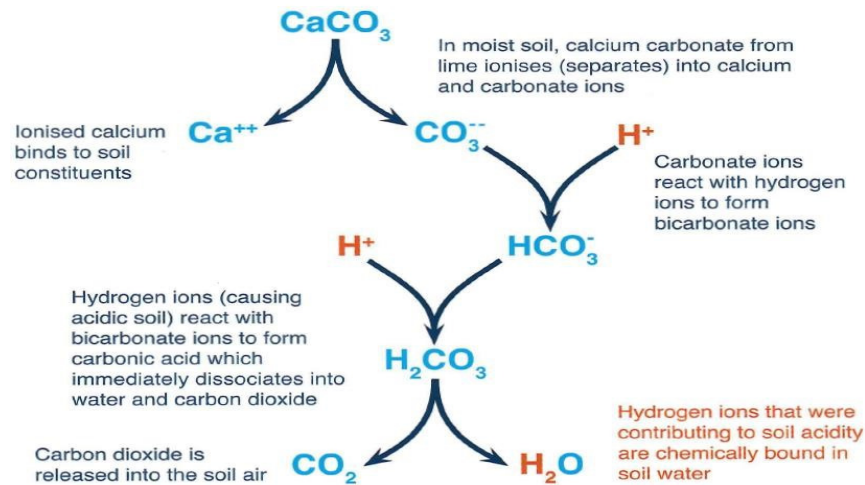 CaCO₃
In moist soil, calcium carbonate from
lime ionises (separates) into calcium
and carbonate ions
Ionised calcium
binds to soil
constituents
Ca⁺⁺
CO₃⁻⁻
H⁺
Carbonate ions
react with hydrogen
ions to form
bicarbonate ions
H⁺
HCO₃⁻
Hydrogen ions (causing
acidic soil) react with
bicarbonate ions to form
carbonic acid which
immediately dissociates into
water and carbon dioxide
H₂CO₃
Hydrogen ions that were
contributing to soil acidity
are chemically bound in
soil water
Carbon dioxide is
released into the soil air
CO₂
H₂O